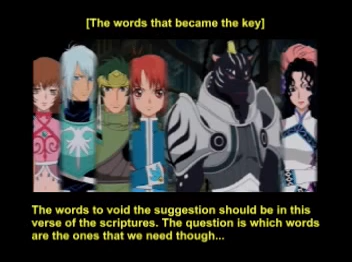 [The words that became the key]
The words to void the suggestion should be in this
verse of the scriptures. The question is which words
are the ones that we need though...